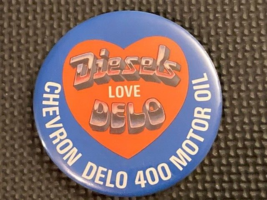 Diesels
LOVE
DELO
CHEVRON DELO 400 MOTOR OIL